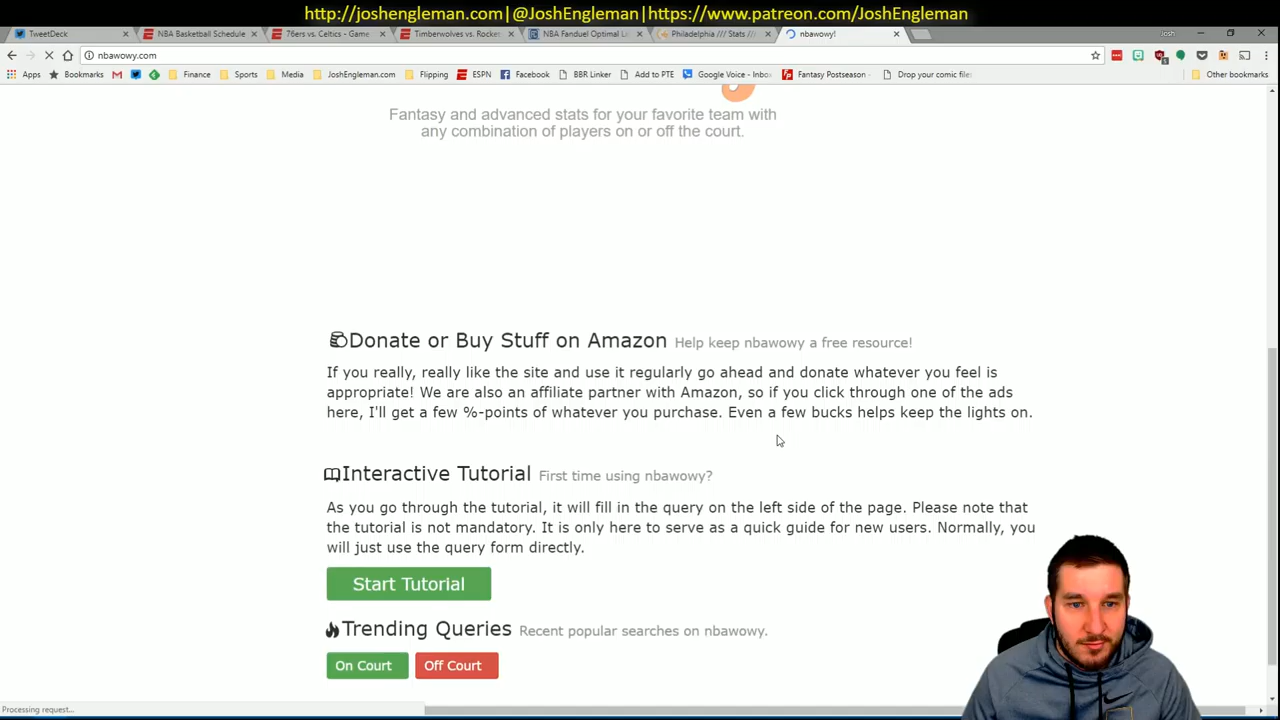 http://joshengleman.com|@JoshEngleman|https://www.patreon.com/JoshEngleman
TweetDeck
NBA Basketball Schedule
76ers vs. Celtics - Game
Timberwolves vs. Rocke
NBA Fanduel Optimal L
Philadelphia /// Stats //
nbawowy!
Josh
nbawowy.com
Apps
Bookmarks
Finance
Sports
Media
JoshEngleman.com
Flipping
ESPN
Facebook
BBR Linker
Add to PTE
Google Voice - Inbo
Fantasy Postseason
Drop your comic file
Other bookmarks
Fantasy and advanced stats for your favorite team with
any combination of players on or off the court.
Donate or Buy Stuff on Amazon Help keep nbawowy a free resource!
If you really, really like the site and use it regularly go ahead and donate whatever you feel is
appropriate! We are also an affiliate partner with Amazon, so if you click through one of the ads
here, I'll get a few %-points of whatever you purchase. Even a few bucks helps keep the lights on.
Interactive Tutorial First time using nbawowy?
As you go through the tutorial, it will fill in the query on the left side of the page. Please note that
the tutorial is not mandatory. It is only here to serve as a quick guide for new users. Normally, you
will just use the query form directly.
Start Tutorial
Trending Queries Recent popular searches on nbawowy.
On Court Off Court
Processing request...